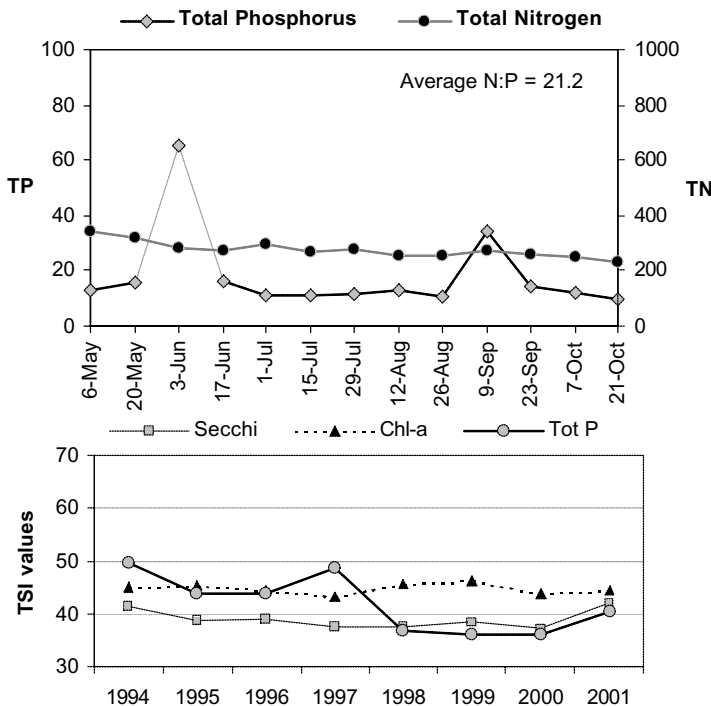 Total Phosphorus Total Nitrogen
100 1000
Average N:P = 21.2
80 800
60 600
TP TN
40 400
20 200
0 0
6-May 20-May 3-Jun 17-Jun 1-Jul 15-Jul 29-Jul 12-Aug 26-Aug 9-Sep 23-Sep 7-Oct 21-Oct
Secchi Chl-a Tot P
70
60
50
TSI values
40
30
1994 1995 1996 1997 1998 1999 2000 2001